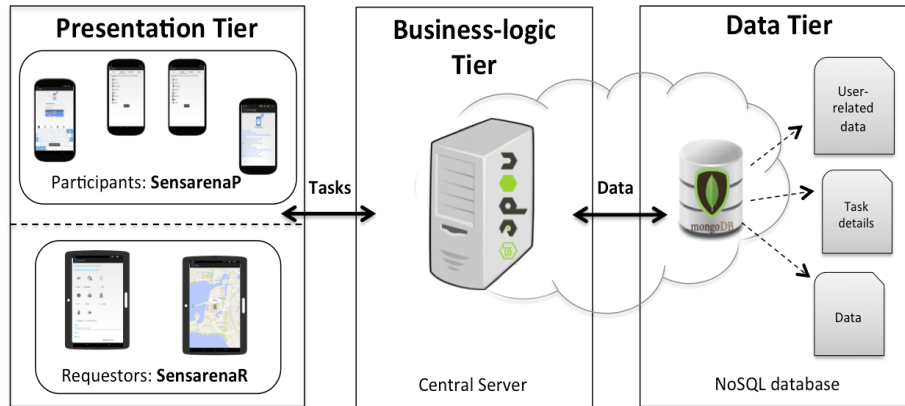 Presentation Tier
Participants: SensarenaP
Requestors: SensarenaR
Tasks
Business-logic
Tier
node
Central Server
Data
Data Tier
mongoDB
User-
related
data
Task
details
Data
NoSQL database